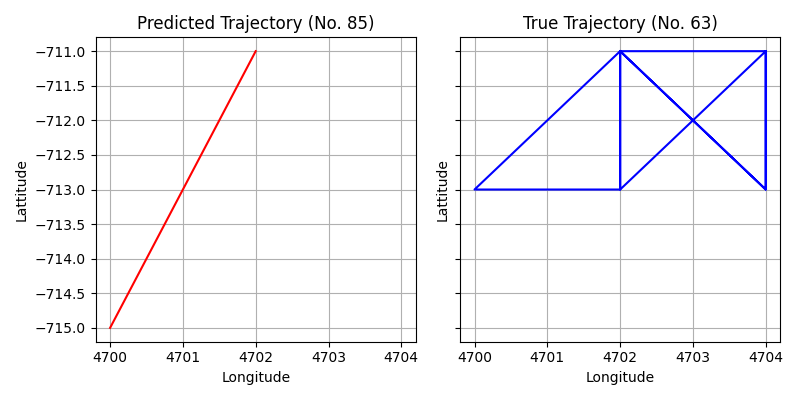 Predicted Trajectory (No. 85)
True Trajectory (No. 63)
Lattitude
−711.0
−711.5
−712.0
−712.5
−713.0
−713.5
−714.0
−714.5
−715.0
4700 4701 4702 4703 4704
Longitude
Lattitude
4700 4701 4702 4703 4704
Longitude